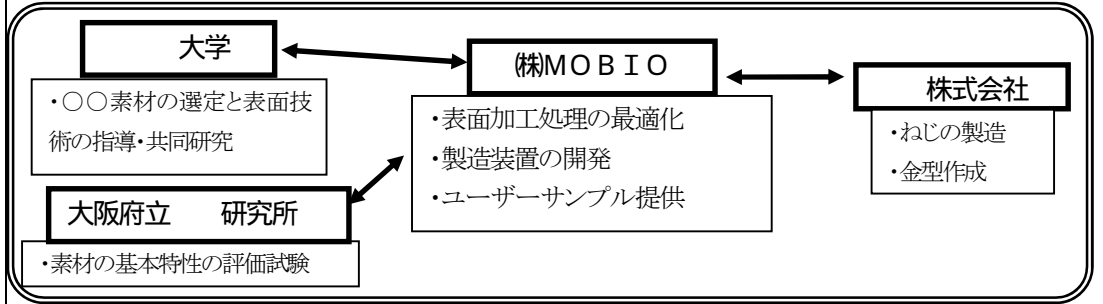 大学
・〇〇素材の選定と表面技
術の指導・共同研究
大阪府立　　研究所
・素材の基本特性の評価試験
㈱ＭＯＢＩＯ
・表面加工処理の最適化
・製造装置の開発
・ユーザーサンプル提供
株式会社
・ねじの製造
・金型作成